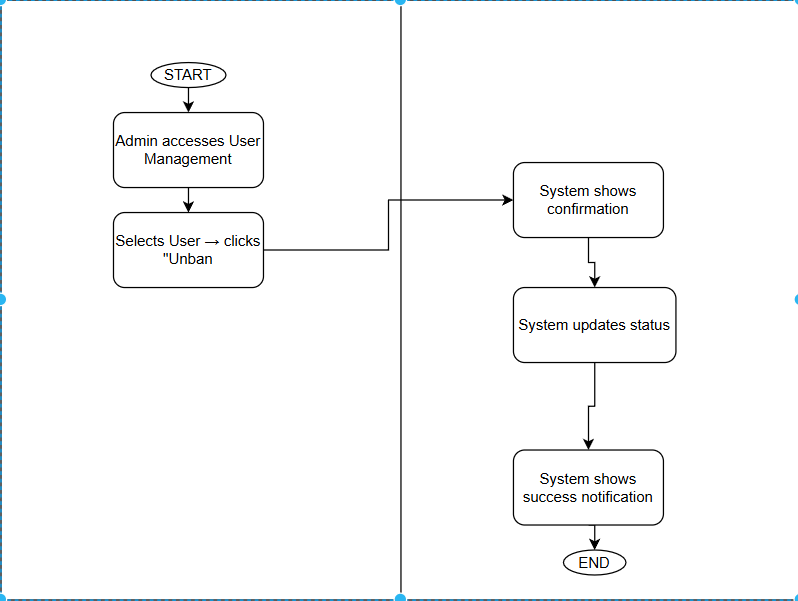 START
Admin accesses User
Management
Selects User → clicks
"Unban
System shows
confirmation
System updates status
System shows
success notification
END